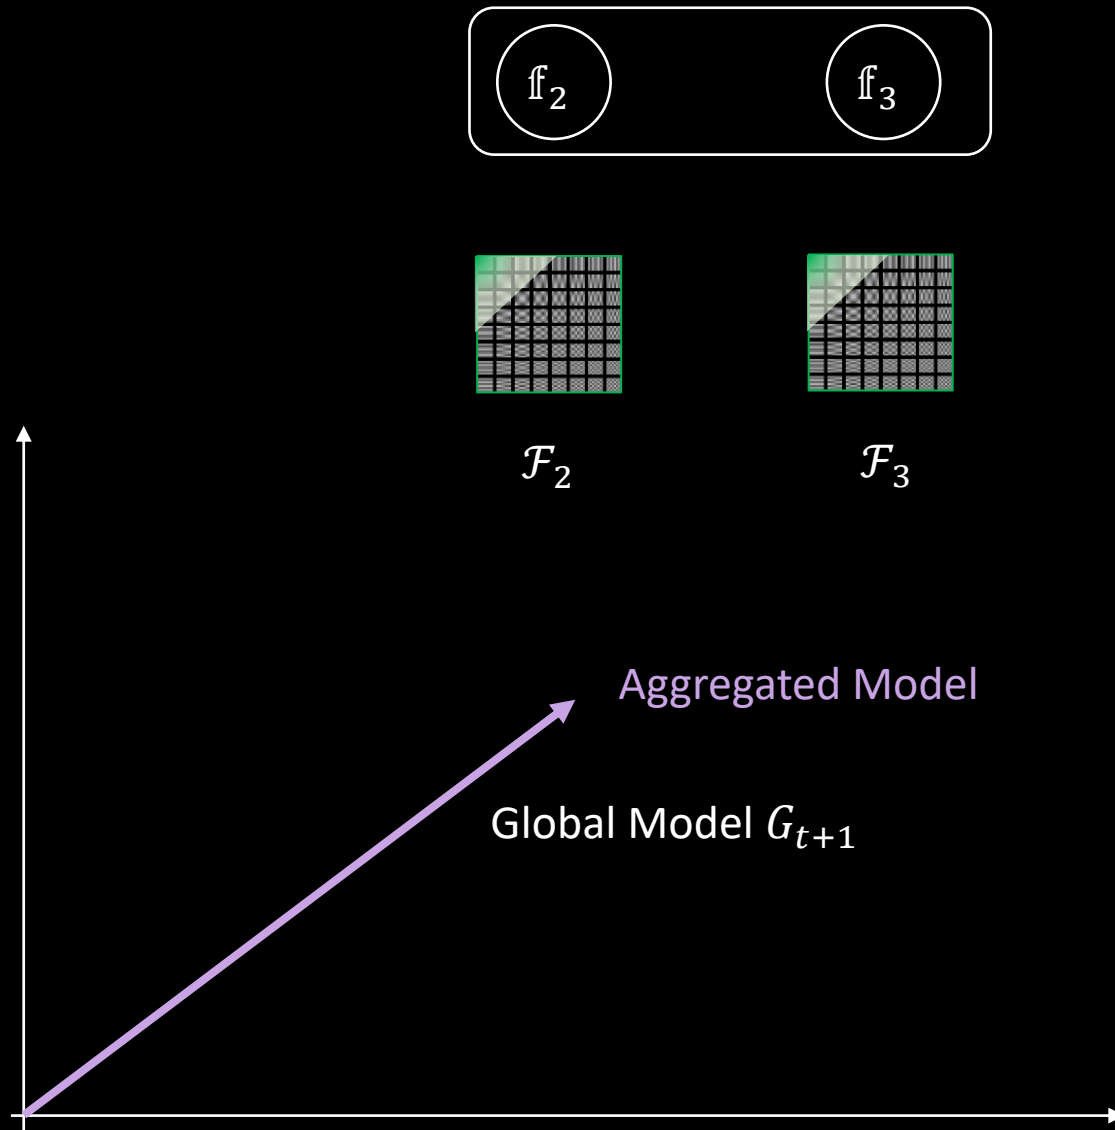 𝕗₂ 𝕗₃
ℱ₂ ℱ₃
Aggregated Model
Global Model 𝐺ₜ₊₁